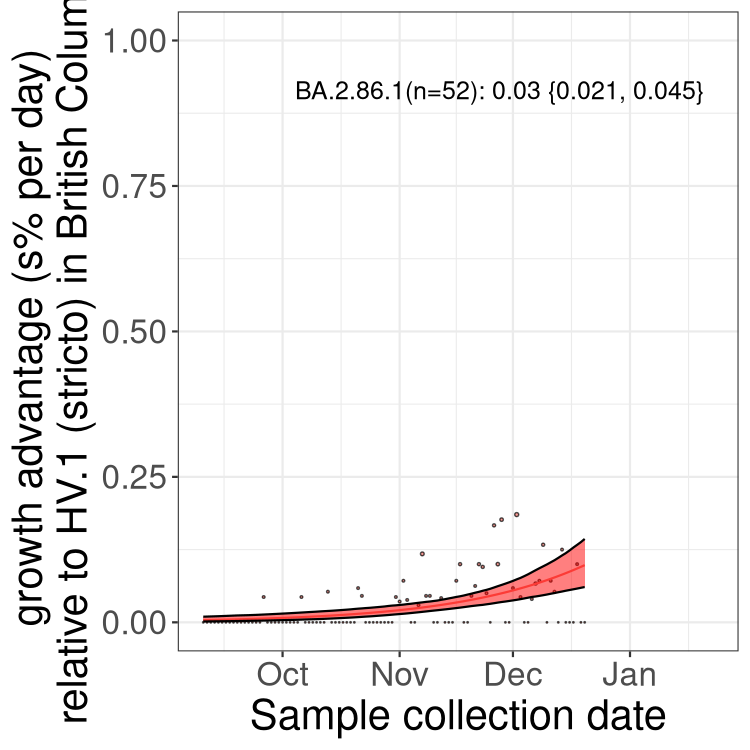 growth advantage (s% per day)
relative to HV.1 (stricto) in British Colum
1.00
0.75
0.50
0.25
0.00
BA.2.86.1(n=52): 0.03 {0.021, 0.045}
Oct Nov Dec Jan
Sample collection date